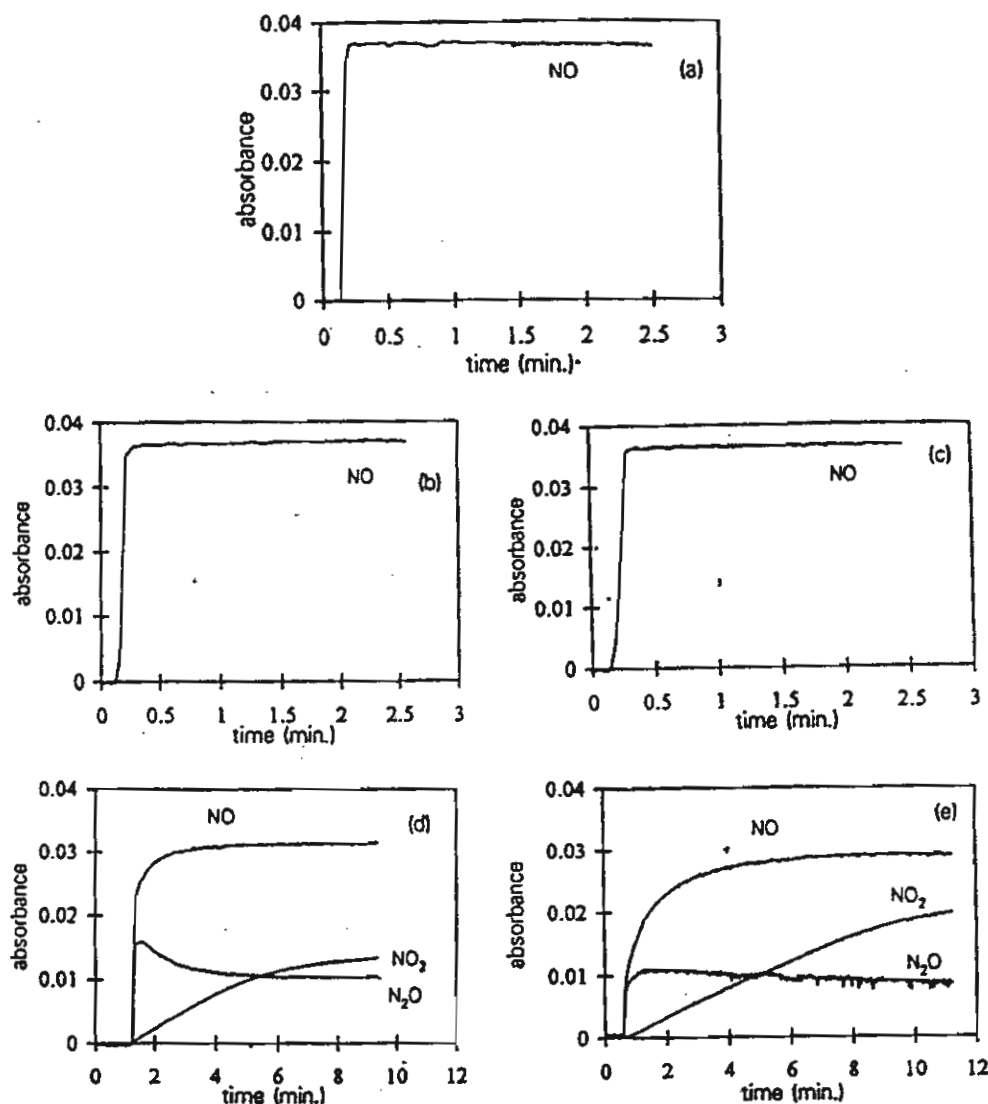 0.04
0.03
0.02
0.01
0
absorbance
NO
(a)
0 0.5 1 1.5 2 2.5 3
time (min.)
0.04
0.03
0.02
0.01
0
absorbance
NO
(b)
0 0.5 1 1.5 2 2.5 3
time (min.)
0.04
0.03
0.02
0.01
0
absorbance
NO
(c)
0 0.5 1 1.5 2 2.5 3
time (min.)
0.04
0.03
0.02
0.01
0
absorbance
NO
(d)
NO₂
N₂O
0 2 4 6 8 10 12
time (min.)
0.04
0.03
0.02
0.01
0
absorbance
NO
(e)
NO₂
N₂O
0 2 4 6 8 10 12
time (min.)